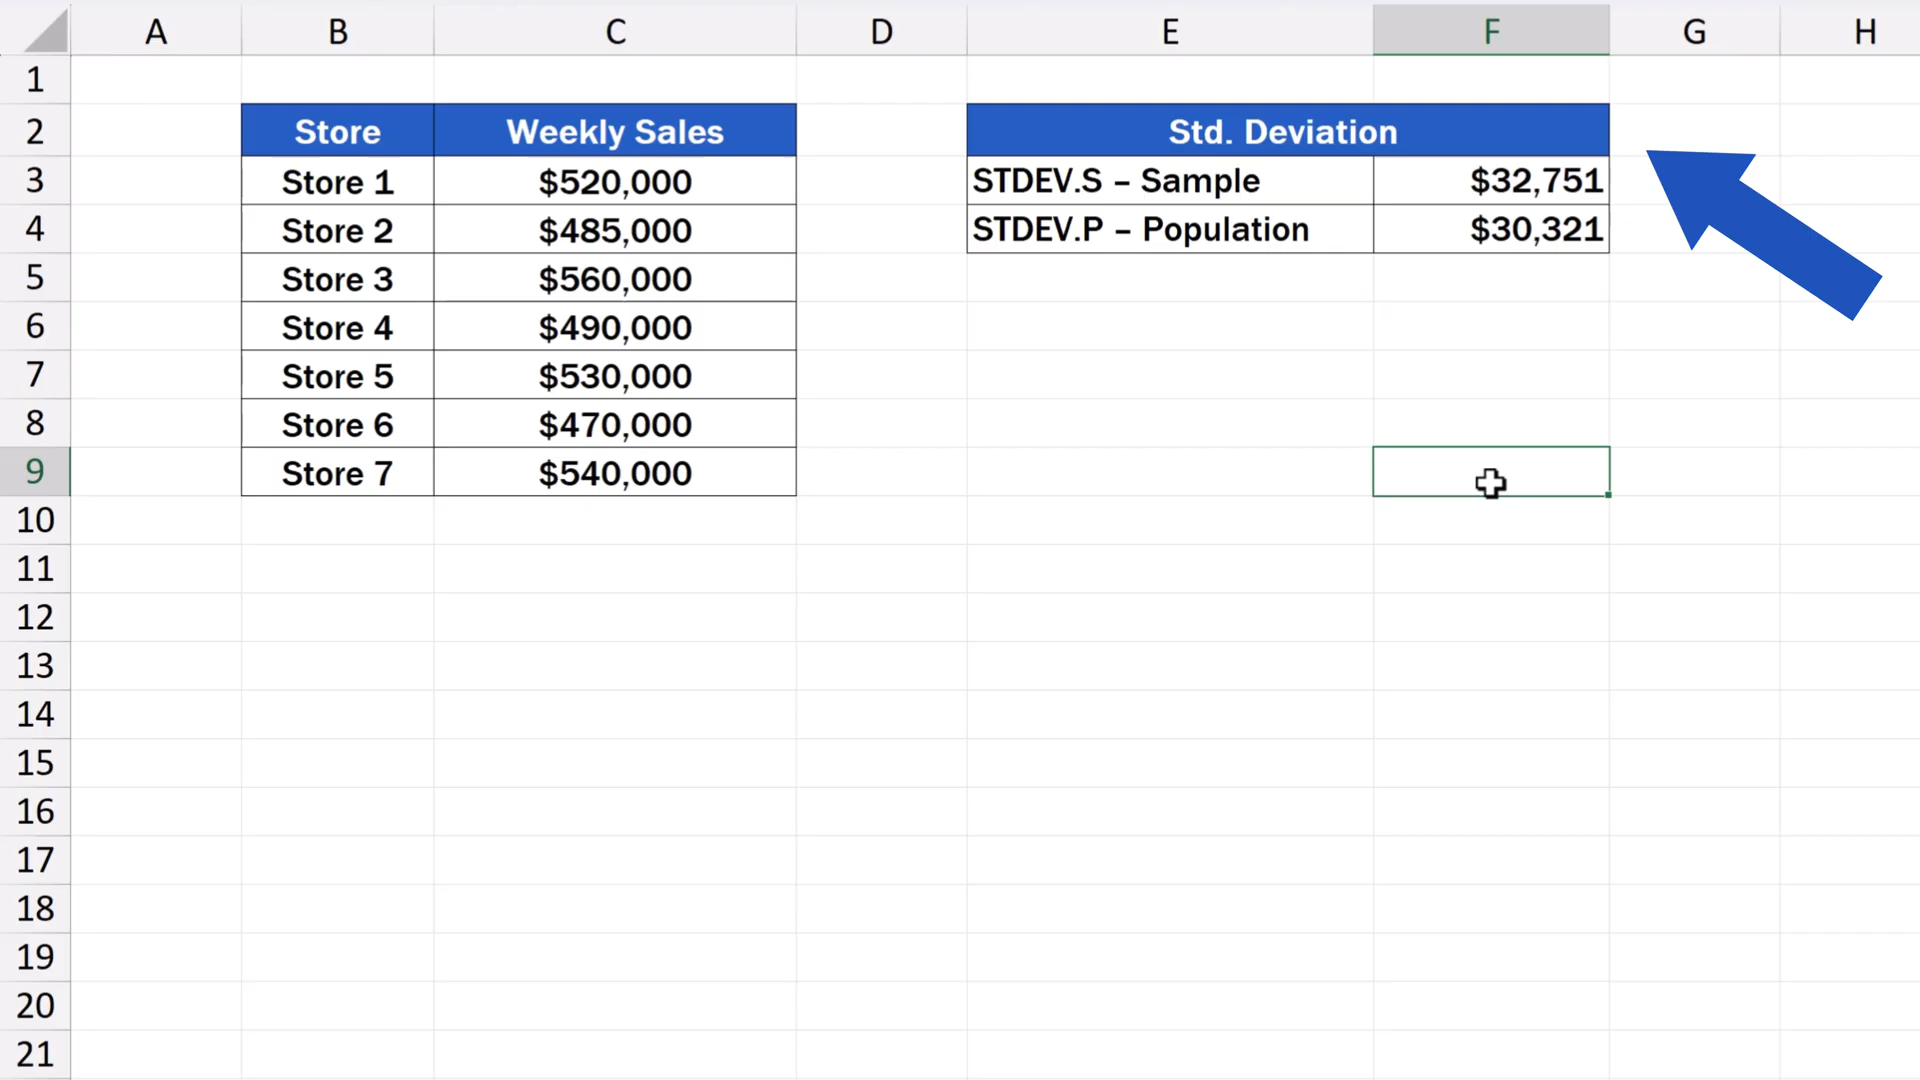 A B C D E F G H
1
2 Store Weekly Sales Std. Deviation
3 Store 1 $520,000 STDEV.S – Sample $32,751
4 Store 2 $485,000 STDEV.P – Population $30,321
5 Store 3 $560,000
6 Store 4 $490,000
7 Store 5 $530,000
8 Store 6 $470,000
9 Store 7 $540,000
10
11
12
13
14
15
16
17
18
19
20
21